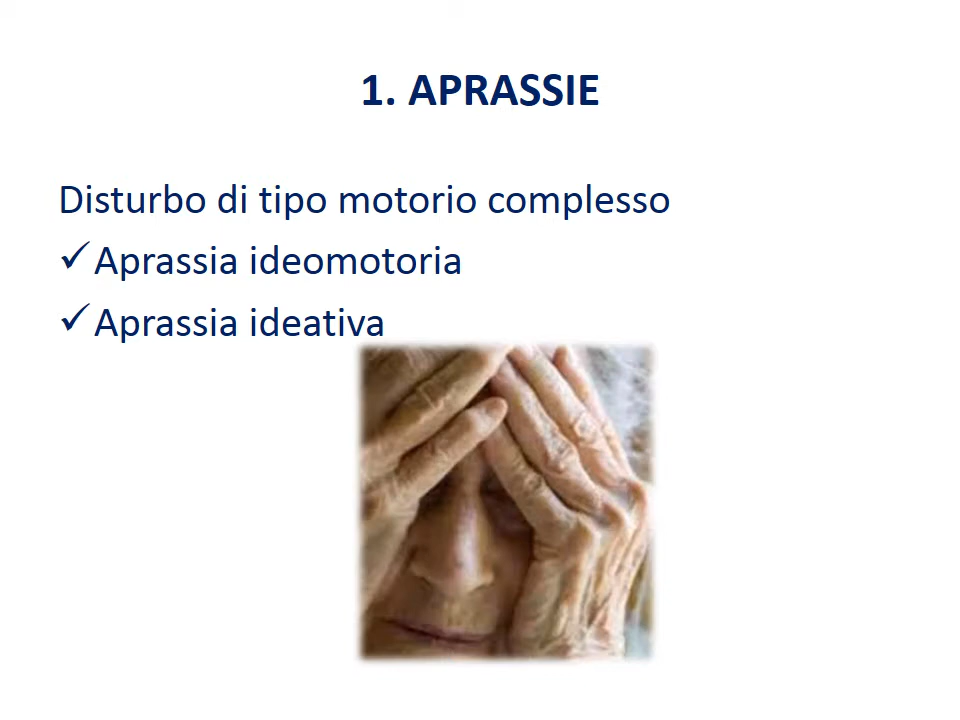 1. APRASSIE
Disturbo di tipo motorio complesso
✓ Aprassia ideomotoria
✓ Aprassia ideativa